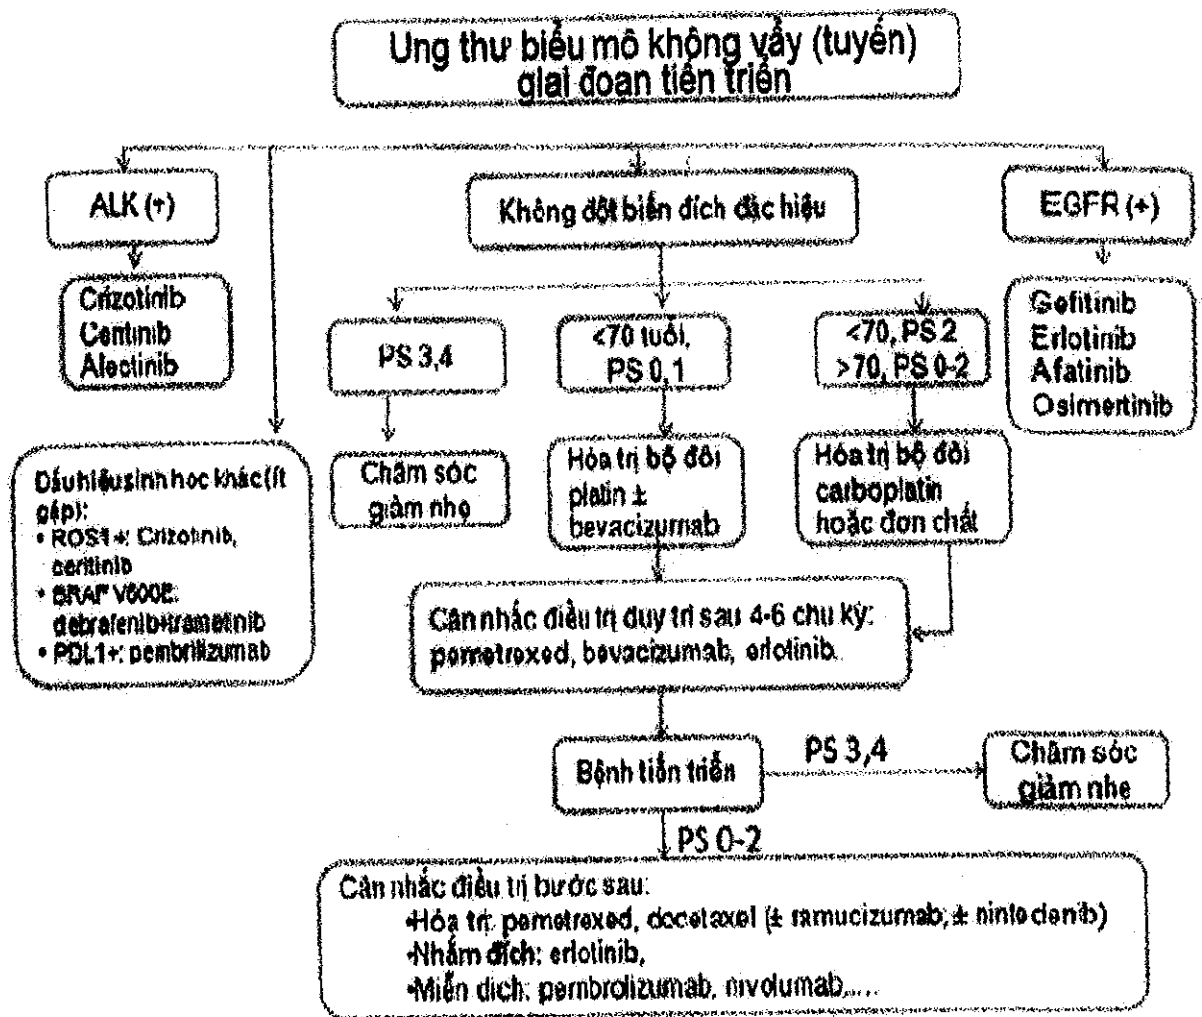 Ung thư biểu mô không vẩy (tuyến)
giai đoạn tiến triển
ALK (+)
Không đột biến đích đặc hiệu
EGFR (+)
Crizotinib
Ceritinib
Alectinib
PS 3,4
<70 tuổi,
PS 0,1
<70, PS 2
>70, PS 0-2
Gefitinib
Erlotinib
Afatinib
Osimertinib
Dấu hiệu sinh học khác (ít
gặp):
• ROS1+: Crizotinib,
ceritinib
• BRAF V600E:
debrafenib+trametinib
• PDL1+: pembrilizumab
Chăm sóc
giảm nhẹ
Hóa trị bộ đôi
platin ±
bevacizumab
Hóa trị bộ đôi
carboplatin
hoặc đơn chất
Cân nhắc điều trị duy trì sau 4-6 chu kỳ:
pemetrexed, bevacizumab, erlotinib.
Bệnh tiến triển
PS 3,4
Chăm sóc
giảm nhẹ
PS 0-2
Cân nhắc điều trị bước sau:
•Hóa trị: pemetrexed, docetaxel (± ramucizumab; ± nintedenib)
•Nhắm đích: erlotinib,
•Miễn dịch: pembrolizumab, nivolumab,....